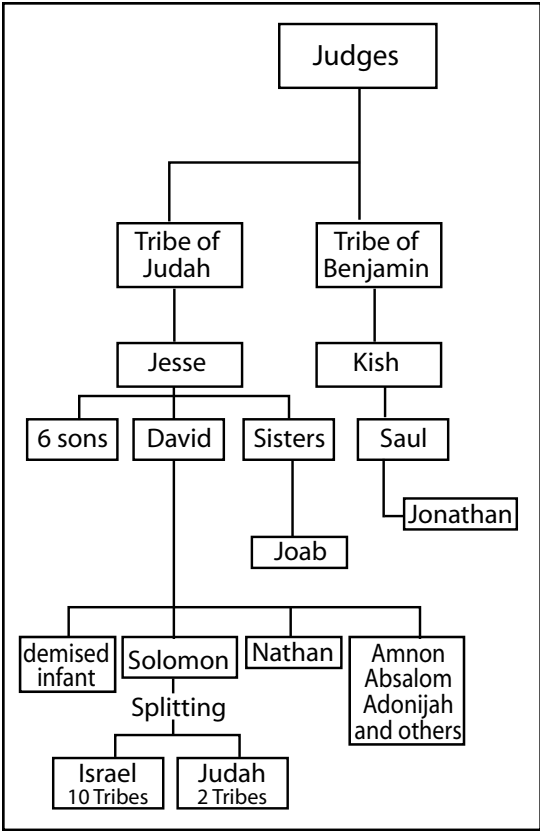 Judges
Tribe of
Judah
Tribe of
Benjamin
Jesse
Kish
6 sons
David
Sisters
Saul
Jonathan
Joab
demised
infant
Solomon
Nathan
Amnon
Absalom
Adonijah
and others
Splitting
Israel
10 Tribes
Judah
2 Tribes